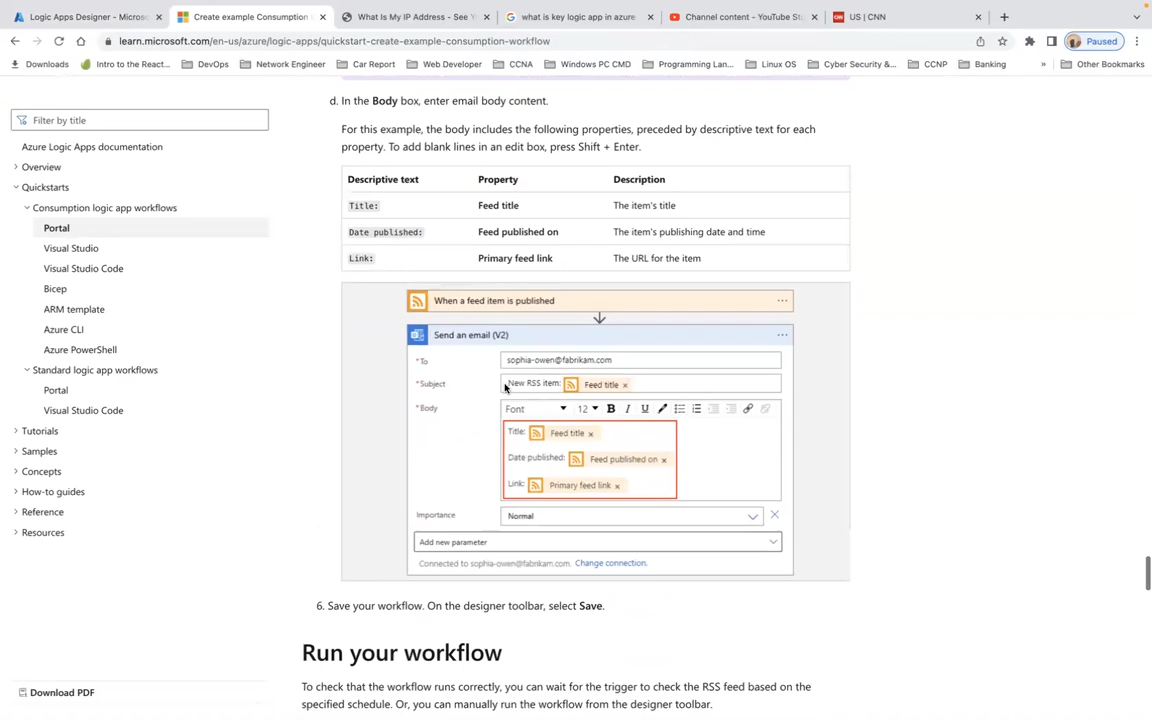 Logic Apps Designer - Micros
Create example Consumption
What Is My IP Address - See Y
what is key logic app in azure
Channel content - YouTube St
US | CNN
learn.microsoft.com/en-us/azure/logic-apps/quickstart-create-example-consumption-workflow
Paused
Downloads
Intro to the React...
DevOps
Network Engineer
Car Report
Web Developer
CCNA
Windows PC CMD
Programming Lan...
Linux OS
Cyber Security &...
CCNP
Banking
»
Other Bookmarks
Filter by title
Azure Logic Apps documentation
Overview
Quickstarts
Consumption logic app workflows
Portal
Visual Studio
Visual Studio Code
Bicep
ARM template
Azure CLI
Azure PowerShell
Standard logic app workflows
Portal
Visual Studio Code
Tutorials
Samples
Concepts
How-to guides
Reference
Resources
Download PDF
d. In the Body box, enter email body content.
For this example, the body includes the following properties, preceded by descriptive text for each
property. To add blank lines in an edit box, press Shift + Enter.
Descriptive text Property Description
Title: Feed title The item's title
Date published: Feed published on The item's publishing date and time
Link: Primary feed link The URL for the item
When a feed item is published
Send an email (V2)
*To sophia-owen@fabrikam.com
*Subject New RSS item: Feed title ×
*Body Font 12 B I U
Title: Feed title ×
Date published: Feed published on ×
Link: Primary feed link ×
Importance Normal
Add new parameter
Connected to sophia-owen@fabrikam.com. Change connection.
6. Save your workflow. On the designer toolbar, select Save.
Run your workflow
To check that the workflow runs correctly, you can wait for the trigger to check the RSS feed based on the
specified schedule. Or, you can manually run the workflow from the designer toolbar.